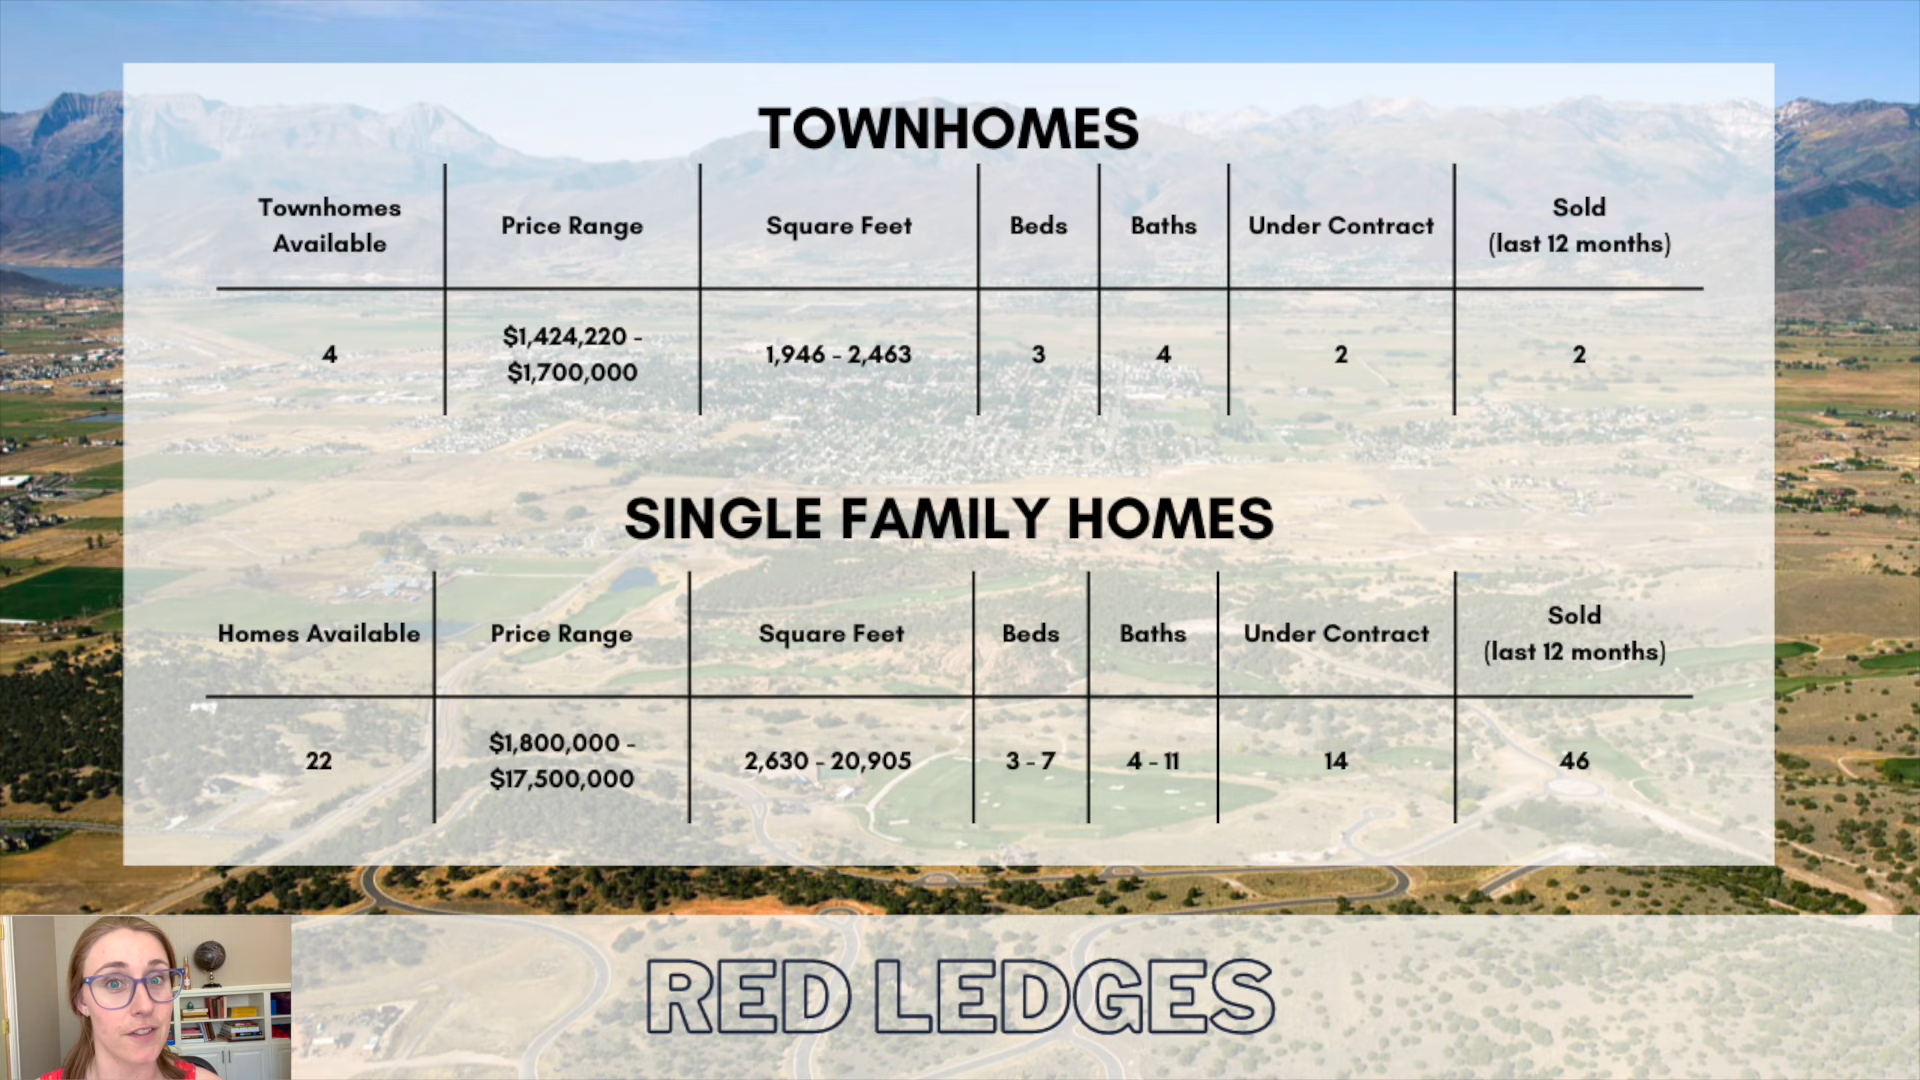 TOWNHOMES
Townhomes
Available
Price Range
Square Feet
Beds
Baths
Under Contract
Sold
(last 12 months)
4
$1,424,220 -
$1,700,000
1,946 - 2,463
3
4
2
2
SINGLE FAMILY HOMES
Homes Available
Price Range
Square Feet
Beds
Baths
Under Contract
Sold
(last 12 months)
22
$1,800,000 -
$17,500,000
2,630 - 20,905
3 - 7
4 - 11
14
46
RED LEDGES